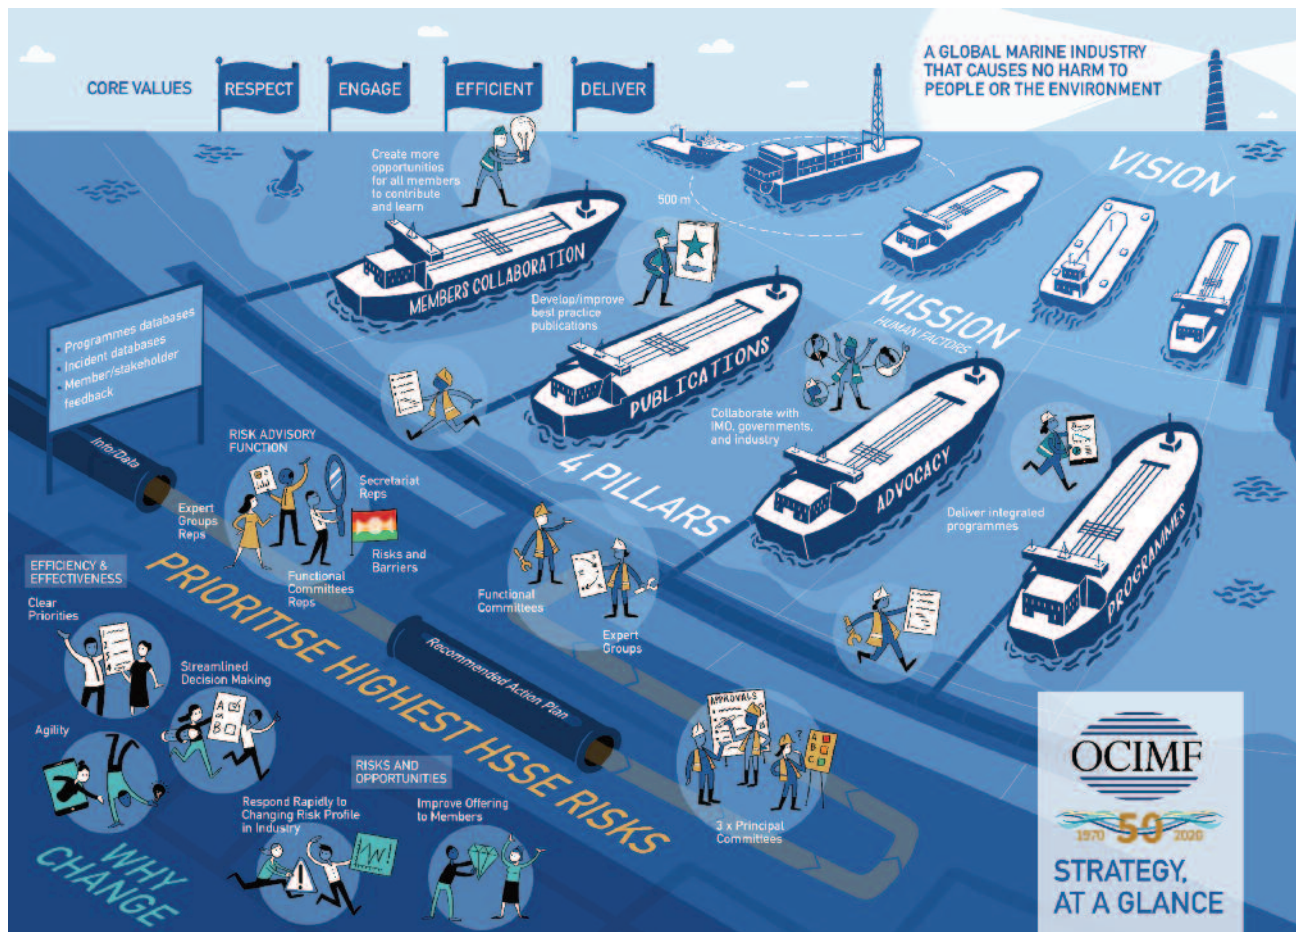 CORE VALUES
RESPECT
ENGAGE
EFFICIENT
DELIVER
A GLOBAL MARINE INDUSTRY
THAT CAUSES NO HARM TO
PEOPLE OR THE ENVIRONMENT
VISION
Create more
opportunities
for all members
to contribute
and learn
500 m
MEMBERS COLLABORATION
Develop/improve
best practice
publications
MISSION
HUMAN FACTORS
PUBLICATIONS
Collaborate with
IMO, governments,
and industry
4 PILLARS
ADVOCACY
Deliver integrated
programmes
PROGRAMMES
• Programmes databases
• Incident databases
• Member/stakeholder
feedback
Info/Data
RISK ADVISORY
FUNCTION
Secretariat
Reps
Expert
Groups
Reps
Risks and
Barriers
Functional
Committees
Reps
Functional
Committees
Expert
Groups
PRIORITISE HIGHEST HSSE RISKS
Recommended Action Plan
APPROVALS
A
B
C
3 x Principal
Committees
EFFICIENCY &
EFFECTIVENESS
Clear
Priorities
1
2
3
4
Streamlined
Decision Making
A
OR
B
Agility
RISKS AND
OPPORTUNITIES
Respond Rapidly to
Changing Risk Profile
in Industry
!
Improve Offering
to Members
WHY
CHANGE
OCIMF
1970 50 2020
STRATEGY,
AT A GLANCE